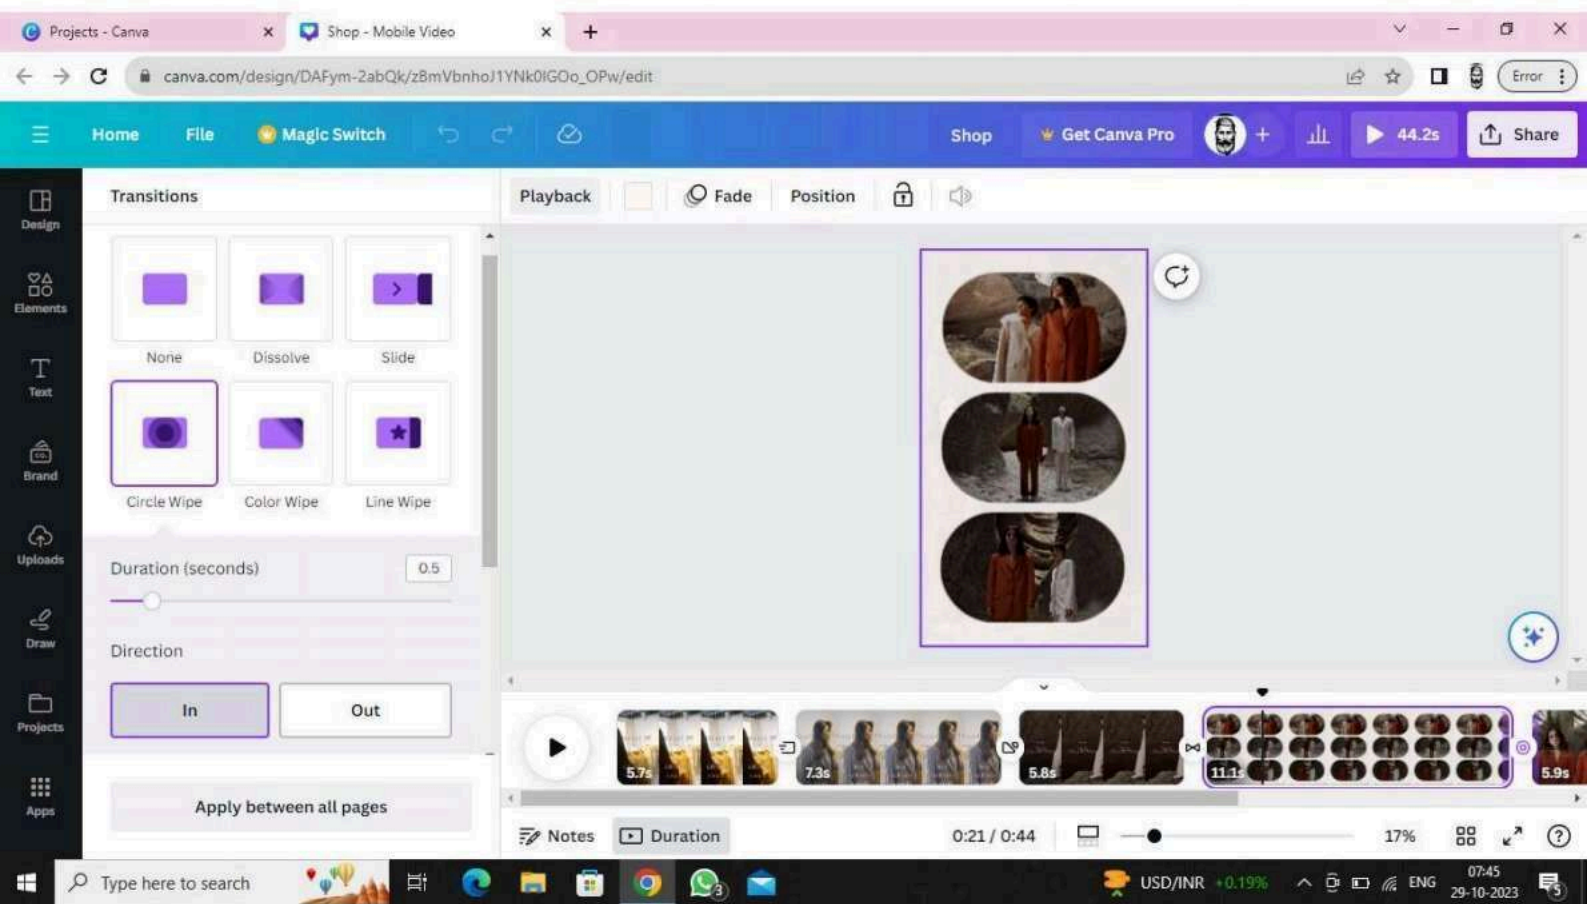 Projects - Canva
Shop - Mobile Video
canva.com/design/DAFym-2abQk/zBmVbnhoJ1YNk0IGOo_OPw/edit
Error
Home File Magic Switch Shop Get Canva Pro 44.2s Share
Transitions
Playback Fade Position
Design
Elements
Text
Brand
Uploads
Draw
Projects
Apps
None Dissolve Slide
Circle Wipe Color Wipe Line Wipe
Duration (seconds) 0.5
Direction
In Out
Apply between all pages
5.7s 7.3s 5.8s 11.1s 5.9s
Notes Duration 0:21 / 0:44 17%
Type here to search
USD/INR +0.19% ENG 07:45
29-10-2023